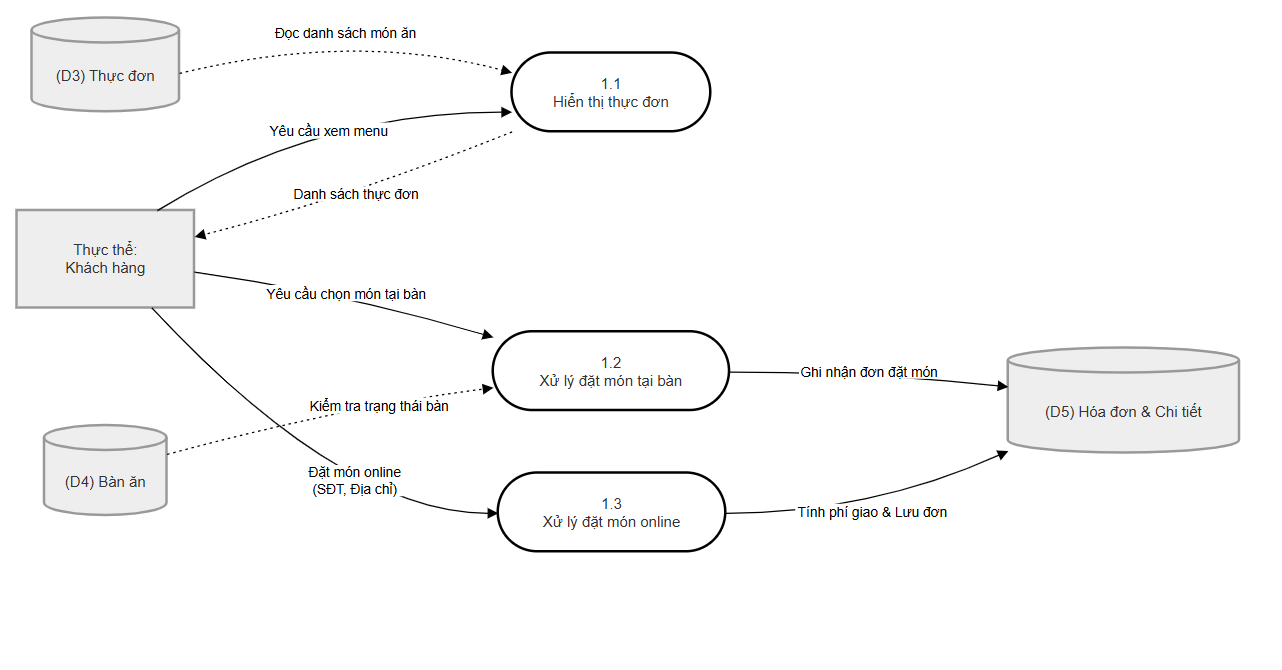 Đọc danh sách món ăn
(D3) Thực đơn
1.1
Hiển thị thực đơn
Yêu cầu xem menu
Danh sách thực đơn
Thực thể:
Khách hàng
Yêu cầu chọn món tại bàn
1.2
Xử lý đặt món tại bàn
Ghi nhận đơn đặt món
(D5) Hóa đơn & Chi tiết
Kiểm tra trạng thái bàn
(D4) Bàn ăn
Đặt món online
(SĐT, Địa chỉ)
1.3
Xử lý đặt món online
Tính phí giao & Lưu đơn